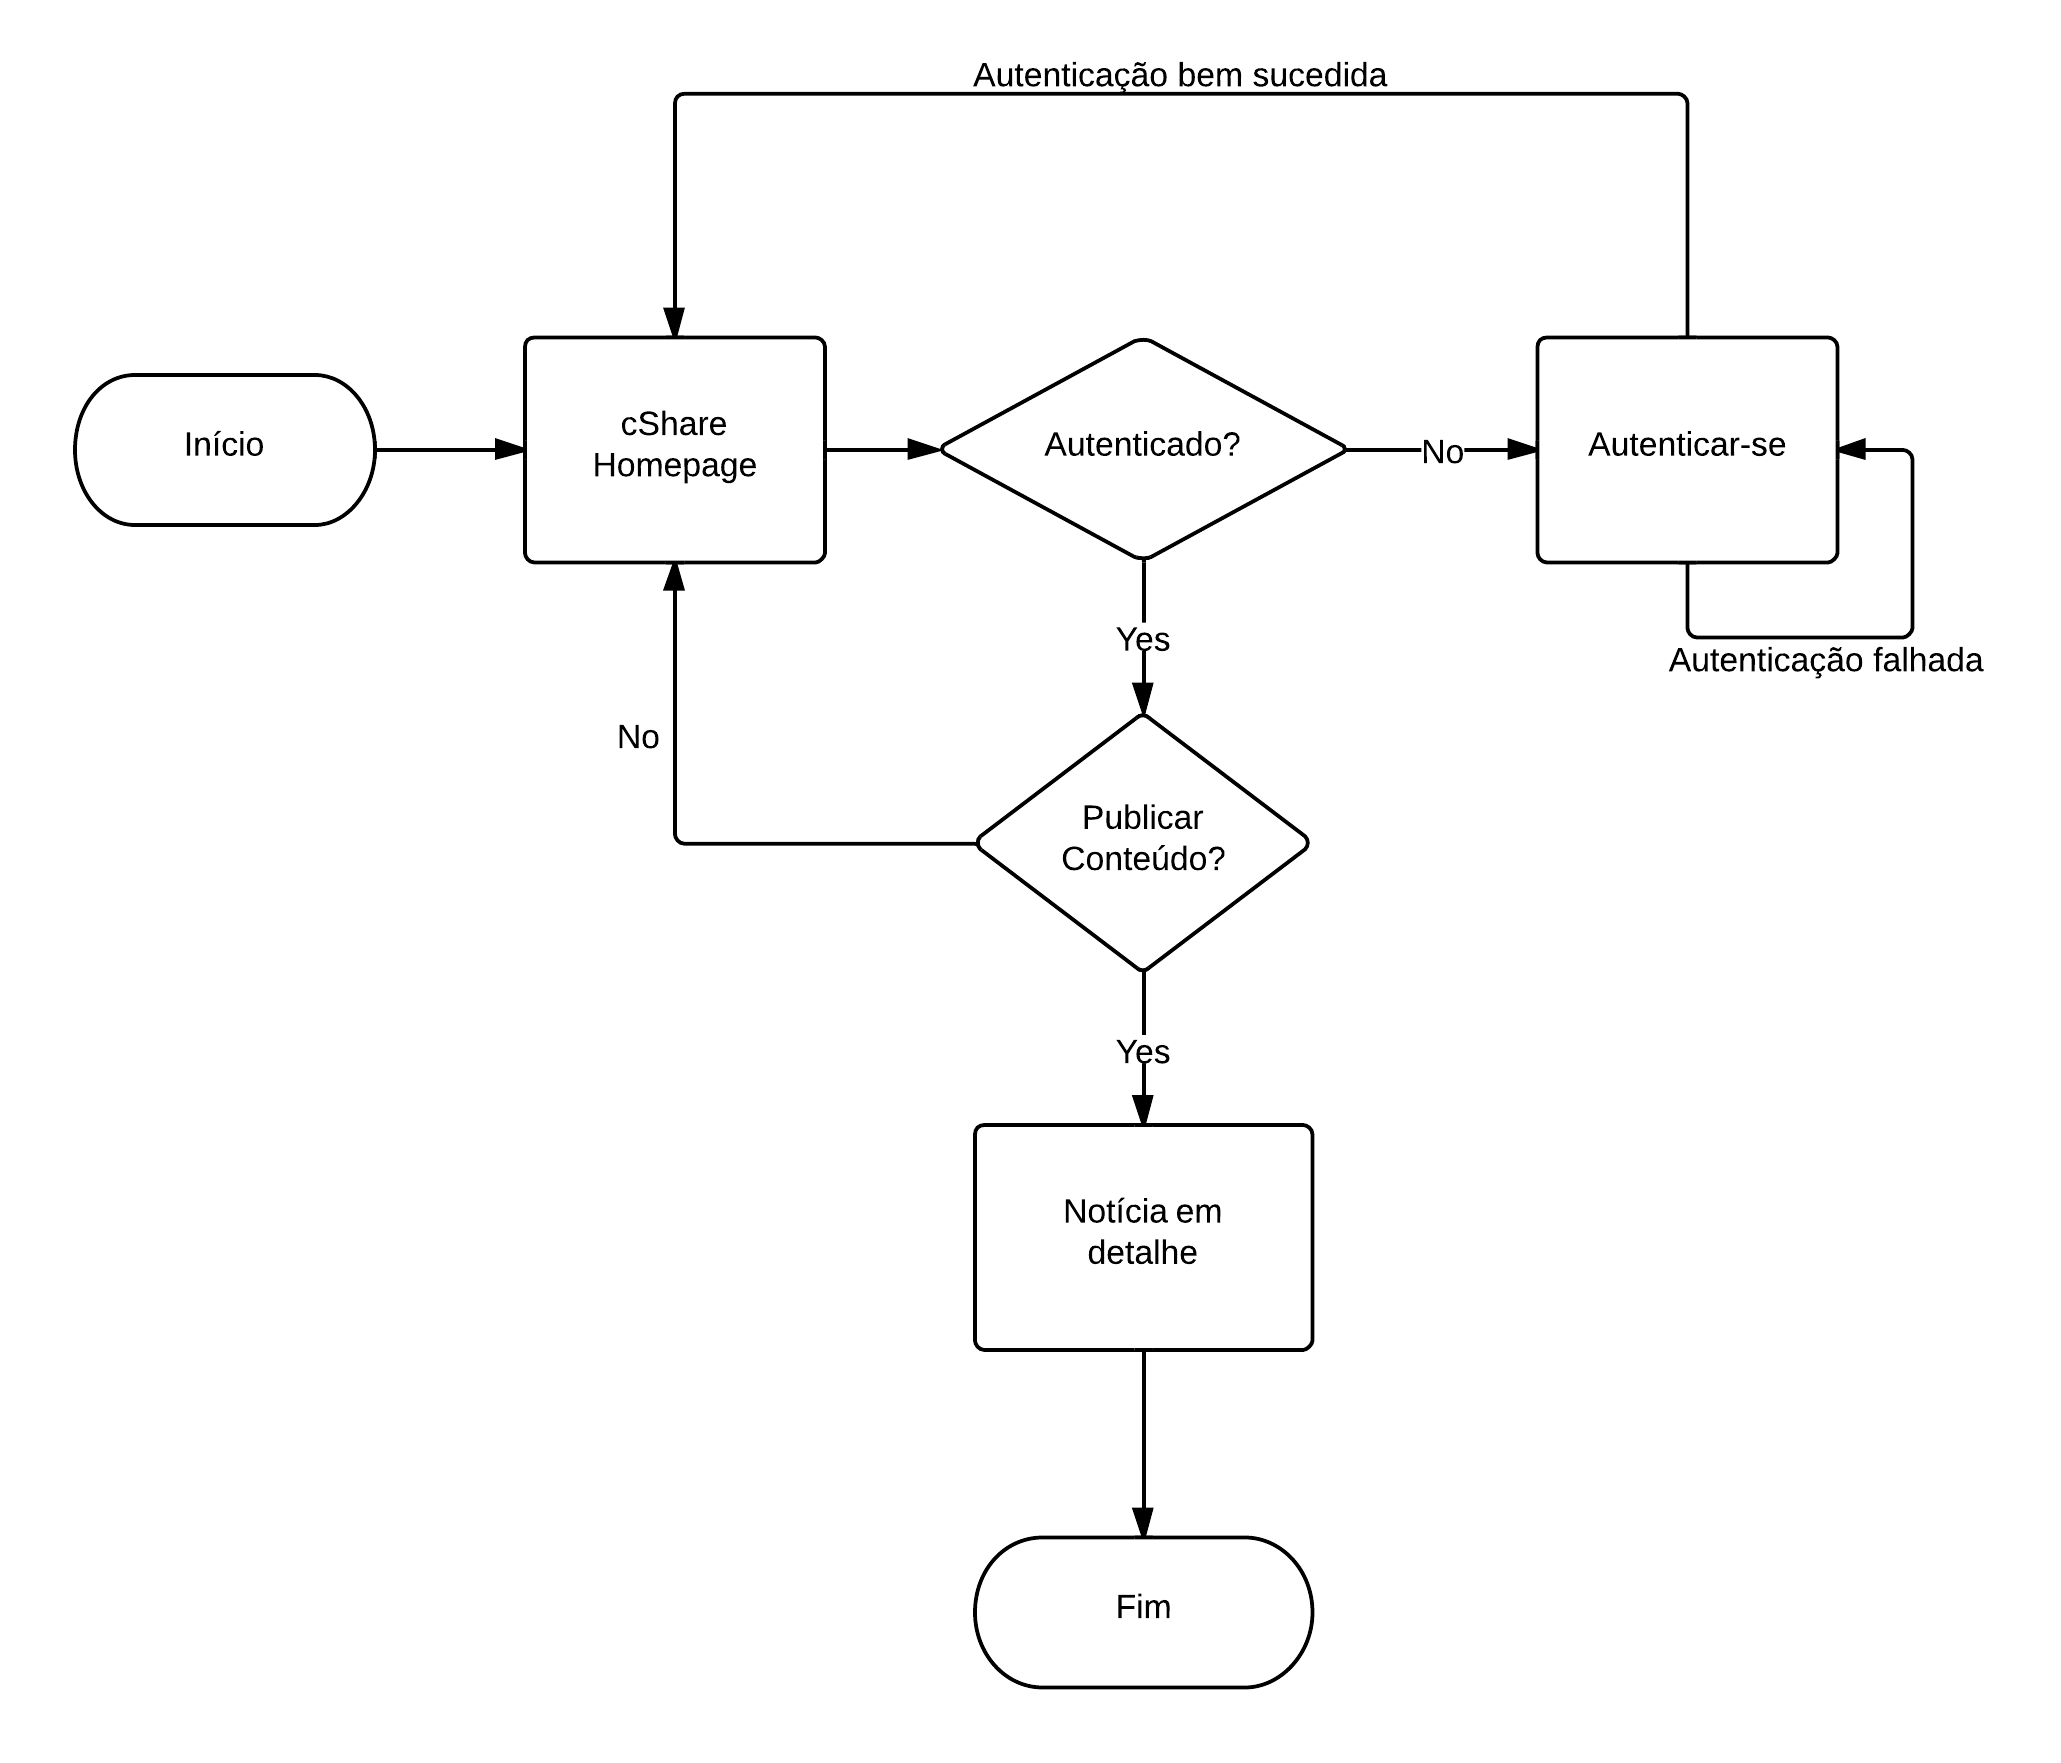 Autenticação bem sucedida
Início
cShare
Homepage
Autenticado?
No
Autenticar-se
Yes
Autenticação falhada
No
Publicar
Conteúdo?
Yes
Notícia em
detalhe
Fim